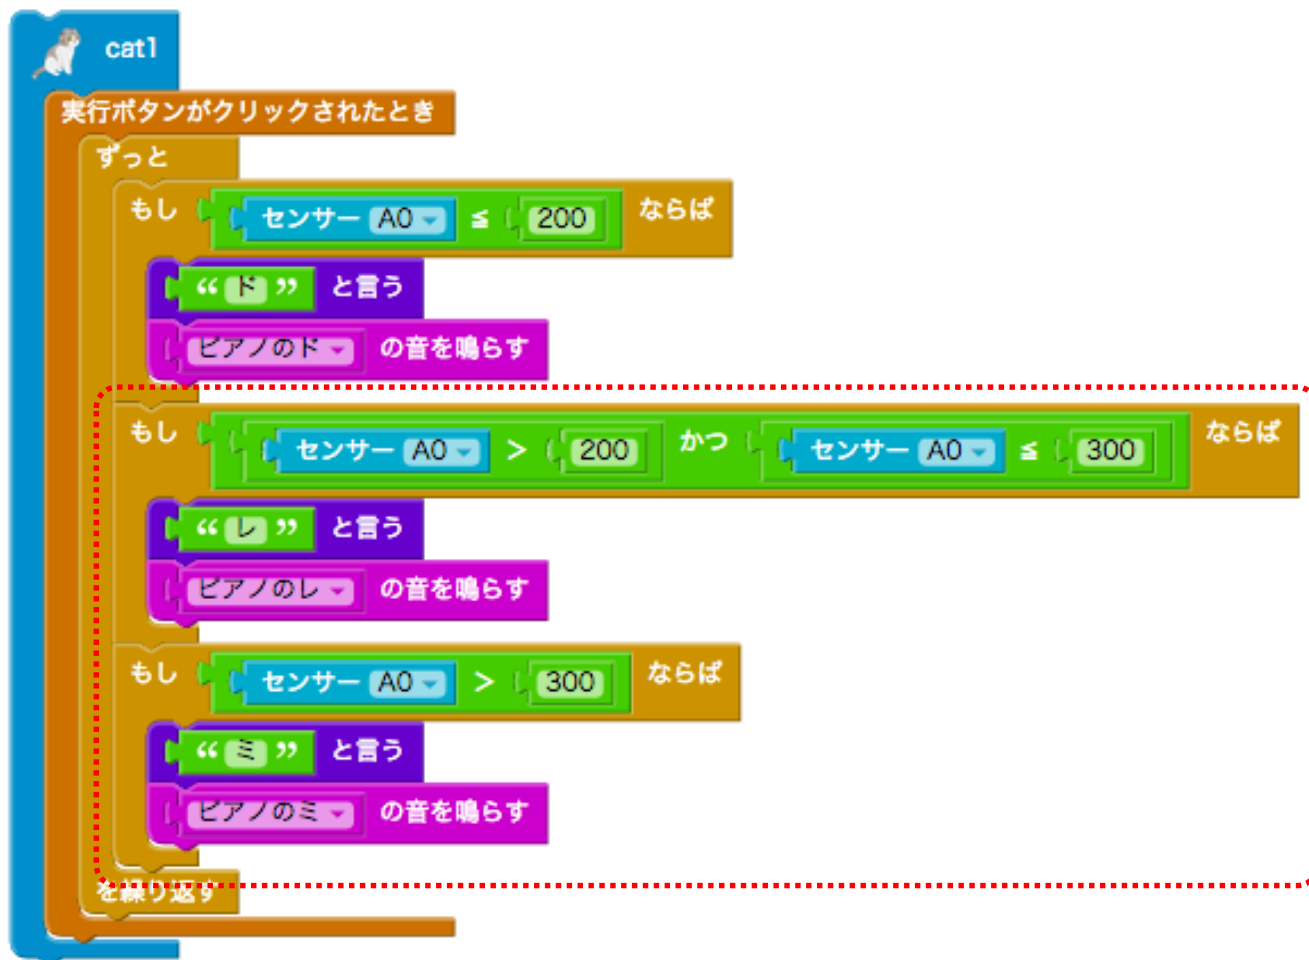 cat1
実行ボタンがクリックされたとき
ずっと
もし センサー A0 ≦ 200 ならば
“ ド ” と言う
ピアノのド の音を鳴らす
もし センサー A0 > 200 かつ センサー A0 ≦ 300 ならば
“ レ ” と言う
ピアノのレ の音を鳴らす
もし センサー A0 > 300 ならば
“ ミ ” と言う
ピアノのミ の音を鳴らす
を繰り返す